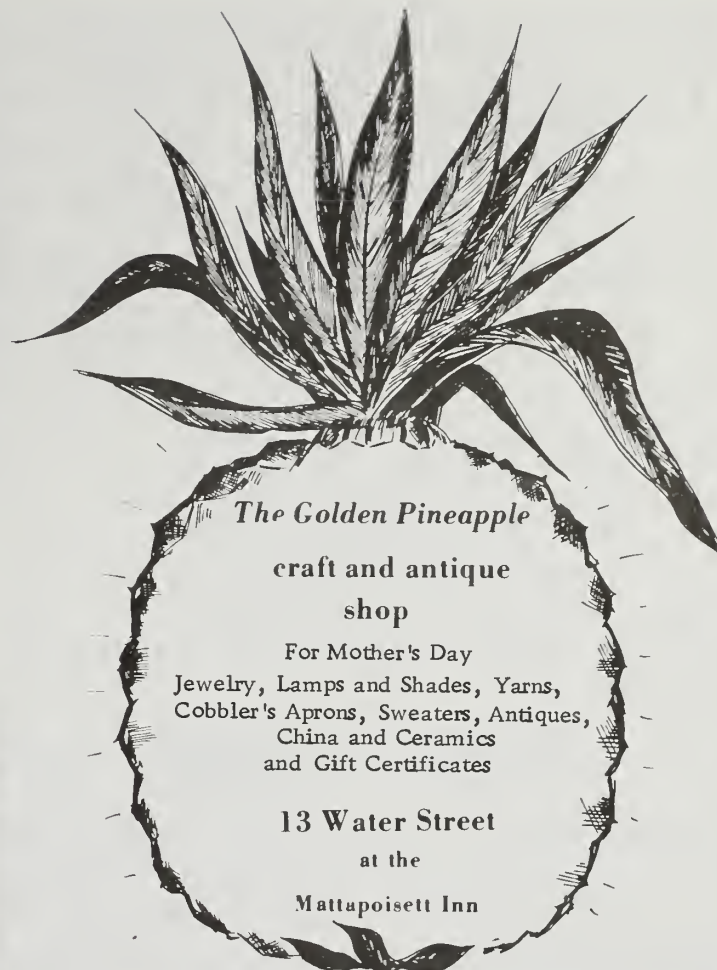 The Golden Pineapple
craft and antique
shop
For Mother's Day
Jewelry, Lamps and Shades, Yarns,
Cobbler's Aprons, Sweaters, Antiques,
China and Ceramics
and Gift Certificates
13 Water Street
at the
Mattapoisett Inn